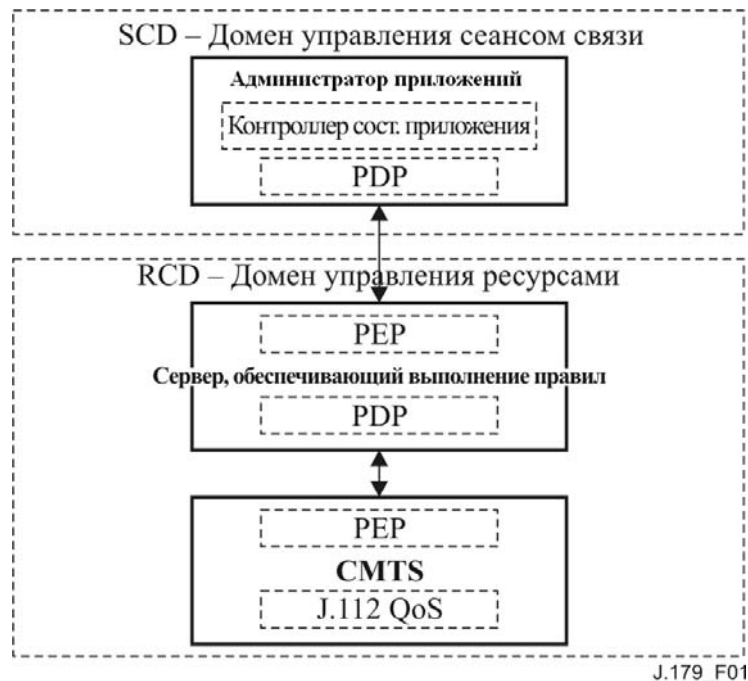 SCD – Домен управления сеансом связи
Администратор приложений
Контроллер сост. приложения
PDP
RCD – Домен управления ресурсами
PEP
Сервер, обеспечивающий выполнение правил
PDP
PEP
CMTS
J.112 QoS
J.179_F01